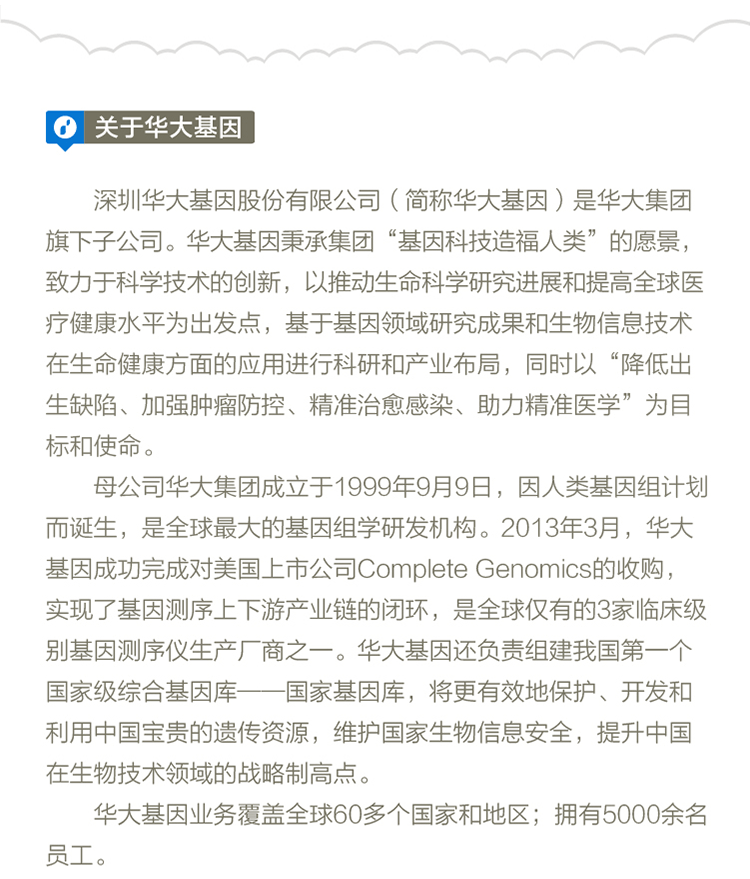 关于华大基因
深圳华大基因股份有限公司（简称华大基因）是华大集团
旗下子公司。华大基因秉承集团“基因科技造福人类”的愿景，
致力于科学技术的创新，以推动生命科学研究进展和提高全球医
疗健康水平为出发点，基于基因领域研究成果和生物信息技术
在生命健康方面的应用进行科研和产业布局，同时以“降低出
生缺陷、加强肿瘤防控、精准治愈感染、助力精准医学”为目
标和使命。
母公司华大集团成立于1999年9月9日，因人类基因组计划
而诞生，是全球最大的基因组学研发机构。2013年3月，华大
基因成功完成对美国上市公司Complete Genomics的收购，
实现了基因测序上下游产业链的闭环，是全球仅有的3家临床级
别基因测序仪生产厂商之一。华大基因还负责组建我国第一个
国家级综合基因库——国家基因库，将更有效地保护、开发和
利用中国宝贵的遗传资源，维护国家生物信息安全，提升中国
在生物技术领域的战略制高点。
华大基因业务覆盖全球60多个国家和地区；拥有5000余名
员工。